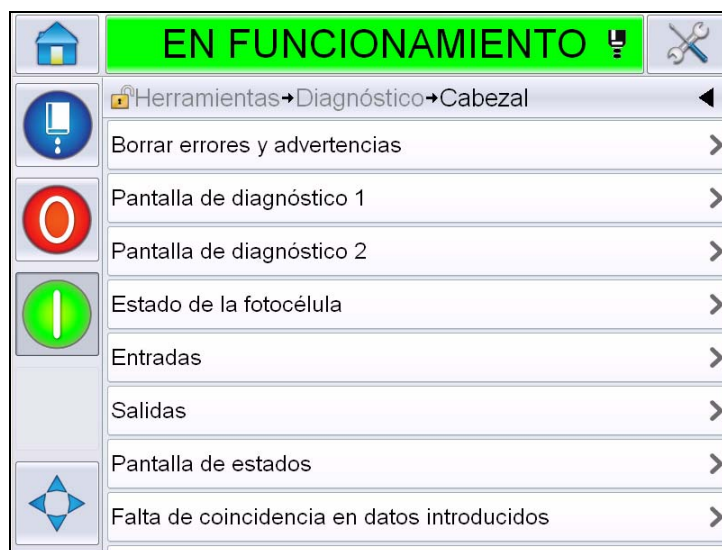 EN FUNCIONAMIENTO
Herramientas→Diagnóstico→Cabezal
Borrar errores y advertencias
Pantalla de diagnóstico 1
Pantalla de diagnóstico 2
Estado de la fotocélula
Entradas
Salidas
Pantalla de estados
Falta de coincidencia en datos introducidos